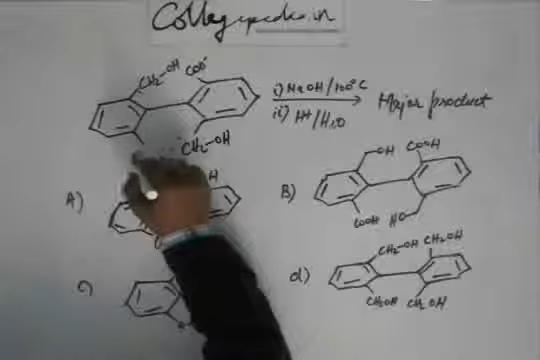 Collegepedia.in
CH₂-OH COO⁻
i) NaOH/100°C
ii) H⁺/H₂O
Major product
CH₂-OH
A)
H
B)
OH COOH
COOH HO
C)
d)
CH₂-OH CH₂OH
CH₂OH CH₂OH